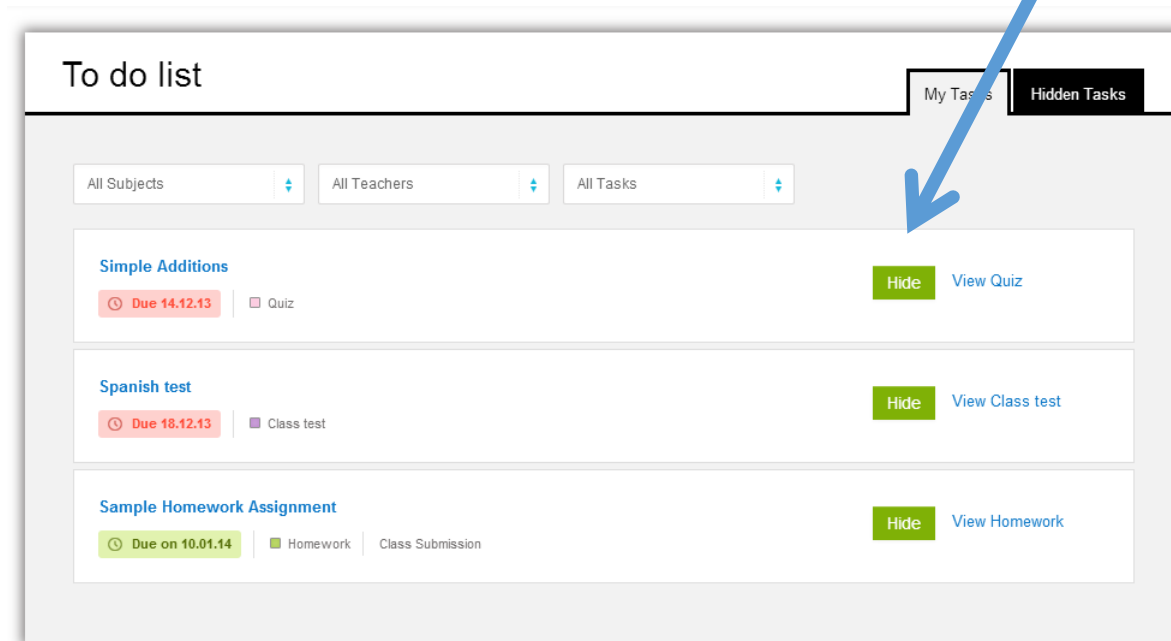 To do list
My Tasks
Hidden Tasks
All Subjects
All Teachers
All Tasks
Simple Additions
Due 14.12.13
Quiz
Hide
View Quiz
Spanish test
Due 18.12.13
Class test
Hide
View Class test
Sample Homework Assignment
Due on 10.01.14
Homework
Class Submission
Hide
View Homework